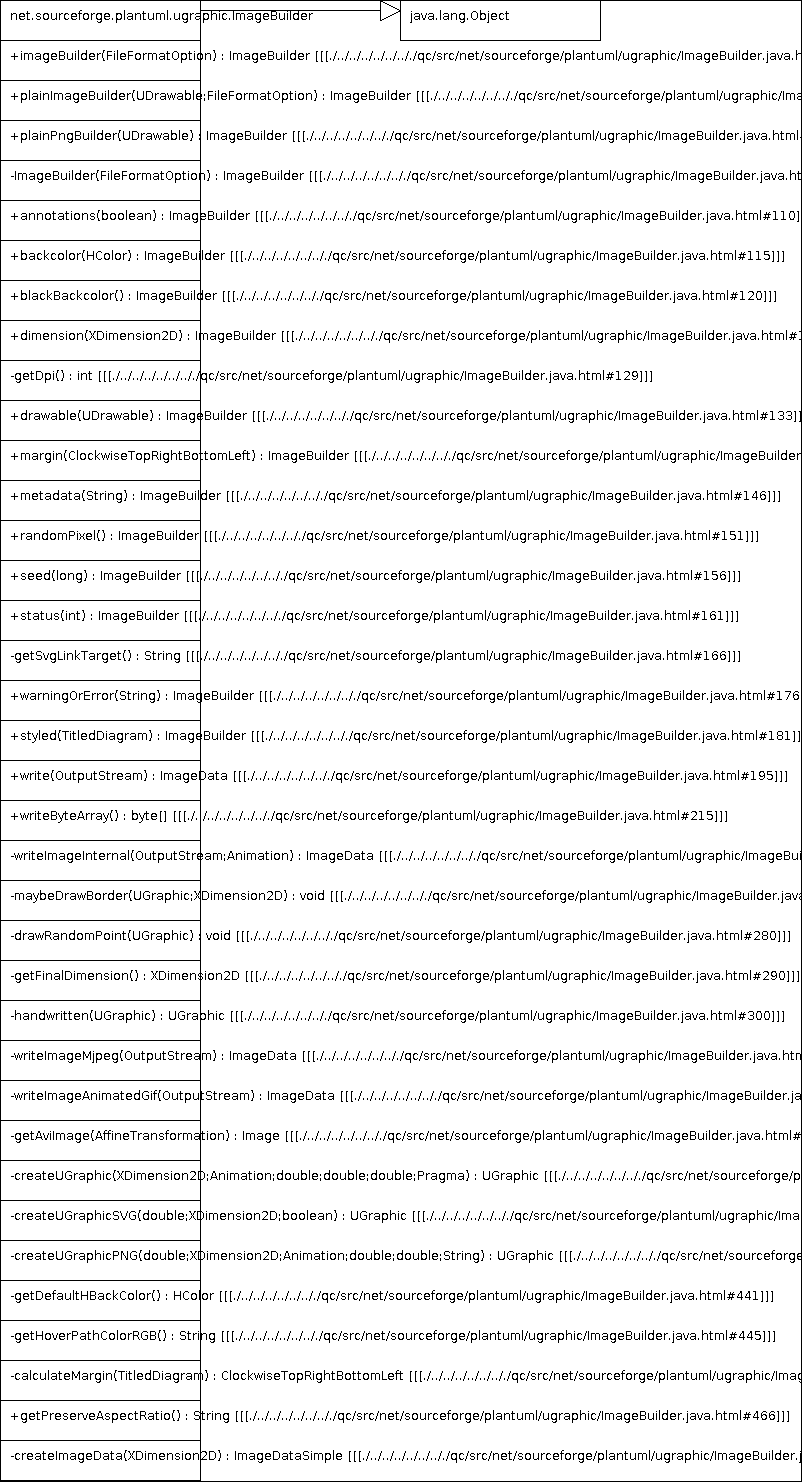 net.sourceforge.plantuml.ugraphic.ImageBuilder
java.lang.Object
+imageBuilder(FileFormatOption) : ImageBuilder [[[./../../../../../../qc/src/net/sourceforge/plantuml/ugraphic/ImageBuilder.java.h
+plainImageBuilder(UDrawable;FileFormatOption) : ImageBuilder [[[./../../../../../../qc/src/net/sourceforge/plantuml/ugraphic/Ima
+plainPngBuilder(UDrawable) : ImageBuilder [[[./../../../../../../qc/src/net/sourceforge/plantuml/ugraphic/ImageBuilder.java.html
-ImageBuilder(FileFormatOption) : ImageBuilder [[[./../../../../../../qc/src/net/sourceforge/plantuml/ugraphic/ImageBuilder.java.ht
+annotations(boolean) : ImageBuilder [[[./../../../../../../qc/src/net/sourceforge/plantuml/ugraphic/ImageBuilder.java.html#110]
+backcolor(HColor) : ImageBuilder [[[./../../../../../../qc/src/net/sourceforge/plantuml/ugraphic/ImageBuilder.java.html#115]]]
+blackBackcolor() : ImageBuilder [[[./../../../../../../qc/src/net/sourceforge/plantuml/ugraphic/ImageBuilder.java.html#120]]]
+dimension(XDimension2D) : ImageBuilder [[[./../../../../../../qc/src/net/sourceforge/plantuml/ugraphic/ImageBuilder.java.html#1
-getDpi() : int [[[./../../../../../../qc/src/net/sourceforge/plantuml/ugraphic/ImageBuilder.java.html#129]]]
+drawable(UDrawable) : ImageBuilder [[[./../../../../../../qc/src/net/sourceforge/plantuml/ugraphic/ImageBuilder.java.html#133]]
+margin(ClockwiseTopRightBottomLeft) : ImageBuilder [[[./../../../../../../qc/src/net/sourceforge/plantuml/ugraphic/ImageBuilder
+metadata(String) : ImageBuilder [[[./../../../../../../qc/src/net/sourceforge/plantuml/ugraphic/ImageBuilder.java.html#146]]]
+randomPixel() : ImageBuilder [[[./../../../../../../qc/src/net/sourceforge/plantuml/ugraphic/ImageBuilder.java.html#151]]]
+seed(long) : ImageBuilder [[[./../../../../../../qc/src/net/sourceforge/plantuml/ugraphic/ImageBuilder.java.html#156]]]
+status(int) : ImageBuilder [[[./../../../../../../qc/src/net/sourceforge/plantuml/ugraphic/ImageBuilder.java.html#161]]]
-getSvgLinkTarget() : String [[[./../../../../../../qc/src/net/sourceforge/plantuml/ugraphic/ImageBuilder.java.html#166]]]
+warningOrError(String) : ImageBuilder [[[./../../../../../../qc/src/net/sourceforge/plantuml/ugraphic/ImageBuilder.java.html#176
+styled(TitledDiagram) : ImageBuilder [[[./../../../../../../qc/src/net/sourceforge/plantuml/ugraphic/ImageBuilder.java.html#181]]
+write(OutputStream) : ImageData [[[./../../../../../../qc/src/net/sourceforge/plantuml/ugraphic/ImageBuilder.java.html#195]]]
+writeByteArray() : byte[] [[[./../../../../../../qc/src/net/sourceforge/plantuml/ugraphic/ImageBuilder.java.html#215]]]
-writeImageInternal(OutputStream;Animation) : ImageData [[[./../../../../../../qc/src/net/sourceforge/plantuml/ugraphic/ImageBui
-maybeDrawBorder(UGraphic;XDimension2D) : void [[[./../../../../../../qc/src/net/sourceforge/plantuml/ugraphic/ImageBuilder.java
-drawRandomPoint(UGraphic) : void [[[./../../../../../../qc/src/net/sourceforge/plantuml/ugraphic/ImageBuilder.java.html#280]]]
-getFinalDimension() : XDimension2D [[[./../../../../../../qc/src/net/sourceforge/plantuml/ugraphic/ImageBuilder.java.html#290]]]
-handwritten(UGraphic) : UGraphic [[[./../../../../../../qc/src/net/sourceforge/plantuml/ugraphic/ImageBuilder.java.html#300]]]
-writeImageMjpeg(OutputStream) : ImageData [[[./../../../../../../qc/src/net/sourceforge/plantuml/ugraphic/ImageBuilder.java.htm
-writeImageAnimatedGif(OutputStream) : ImageData [[[./../../../../../../qc/src/net/sourceforge/plantuml/ugraphic/ImageBuilder.ja
-getAviImage(AffineTransformation) : Image [[[./../../../../../../qc/src/net/sourceforge/plantuml/ugraphic/ImageBuilder.java.html#
-createUGraphic(XDimension2D;Animation;double;double;double;Pragma) : UGraphic [[[./../../../../../../qc/src/net/sourceforge/p
-createUGraphicSVG(double;XDimension2D;boolean) : UGraphic [[[./../../../../../../qc/src/net/sourceforge/plantuml/ugraphic/Ima
-createUGraphicPNG(double;XDimension2D;Animation;double;double;String) : UGraphic [[[./../../../../../../qc/src/net/sourceforge
-getDefaultHBackColor() : HColor [[[./../../../../../../qc/src/net/sourceforge/plantuml/ugraphic/ImageBuilder.java.html#441]]]
-getHoverPathColorRGB() : String [[[./../../../../../../qc/src/net/sourceforge/plantuml/ugraphic/ImageBuilder.java.html#445]]]
-calculateMargin(TitledDiagram) : ClockwiseTopRightBottomLeft [[[./../../../../../../qc/src/net/sourceforge/plantuml/ugraphic/Imag
+getPreserveAspectRatio() : String [[[./../../../../../../qc/src/net/sourceforge/plantuml/ugraphic/ImageBuilder.java.html#466]]]
-createImageData(XDimension2D) : ImageDataSimple [[[./../../../../../../qc/src/net/sourceforge/plantuml/ugraphic/ImageBuilder.j